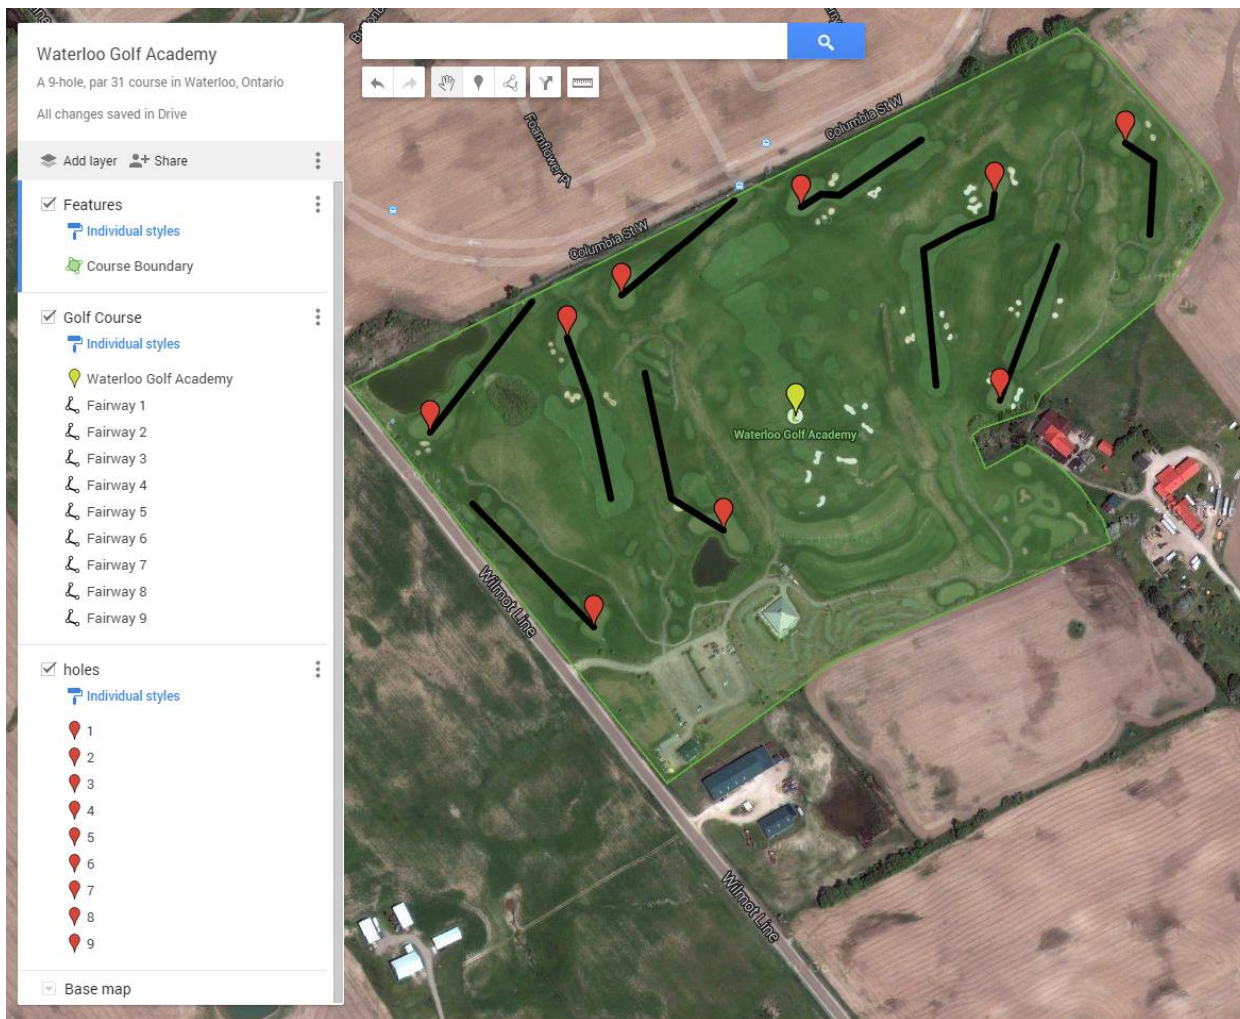 Waterloo Golf Academy
A 9-hole, par 31 course in Waterloo, Ontario
All changes saved in Drive
Add layer
Share
Features
Individual styles
Course Boundary
Golf Course
Individual styles
Waterloo Golf Academy
Fairway 1
Fairway 2
Fairway 3
Fairway 4
Fairway 5
Fairway 6
Fairway 7
Fairway 8
Fairway 9
holes
Individual styles
1
2
3
4
5
6
7
8
9
Base map
Foamflower Pl
Columbia St W
Columbia St W
Waterloo Golf Academy
Wilmot Line
Wilmot Line